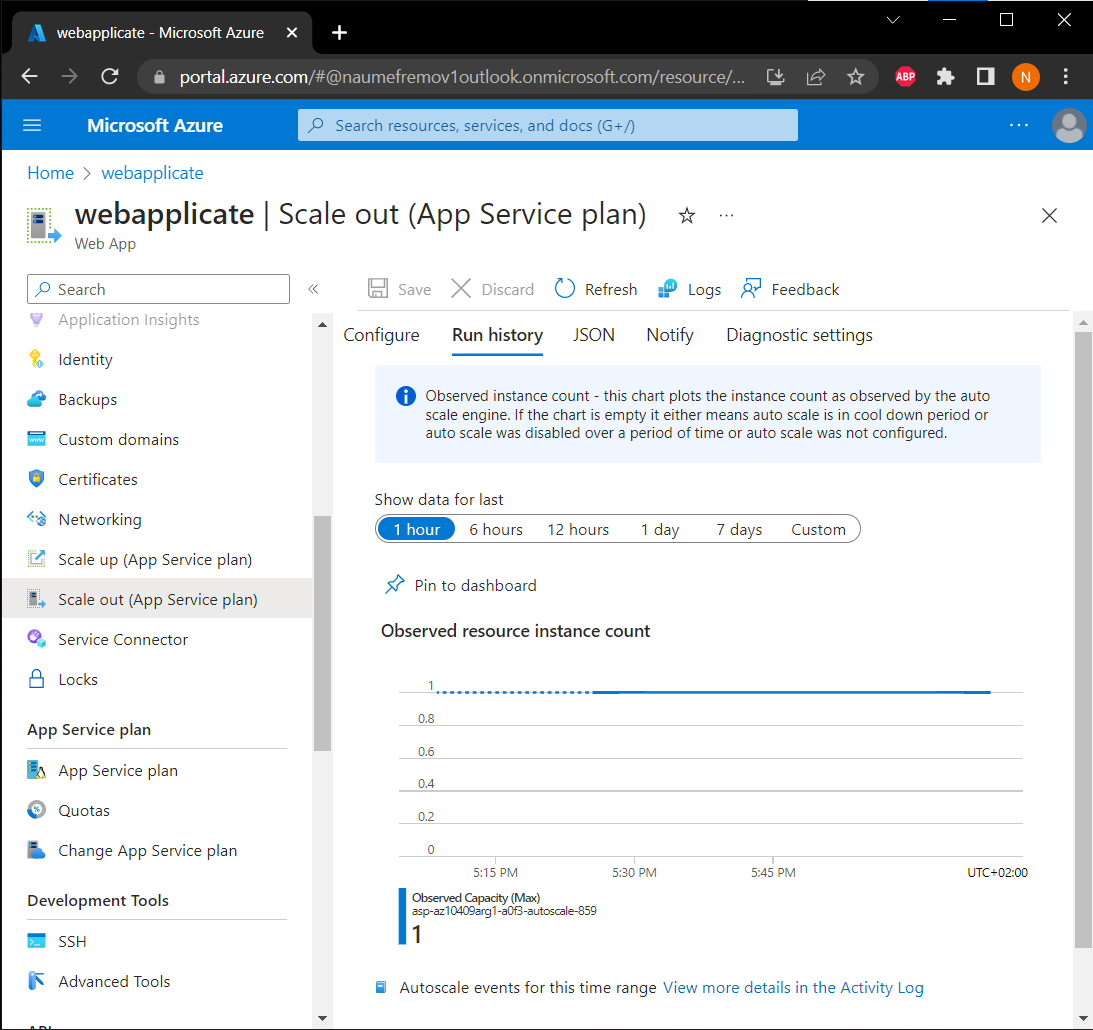 webapplicate - Microsoft Azure
portal.azure.com/#@naumefremov1outlook.onmicrosoft.com/resource/...
ABP
N
Microsoft Azure
Search resources, services, and docs (G+/)
Home > webapplicate
webapplicate | Scale out (App Service plan)
Web App
Search
«
Application Insights
Identity
Backups
Custom domains
Certificates
Networking
Scale up (App Service plan)
Scale out (App Service plan)
Service Connector
Locks
App Service plan
App Service plan
Quotas
Change App Service plan
Development Tools
SSH
Advanced Tools
API
Save Discard Refresh Logs Feedback
Configure Run history JSON Notify Diagnostic settings
Observed instance count - this chart plots the instance count as observed by the auto
scale engine. If the chart is empty it either means auto scale is in cool down period or
auto scale was disabled over a period of time or auto scale was not configured.
Show data for last
1 hour 6 hours 12 hours 1 day 7 days Custom
Pin to dashboard
Observed resource instance count
1
0.8
0.6
0.4
0.2
0
5:15 PM 5:30 PM 5:45 PM UTC+02:00
Observed Capacity (Max)
asp-az10409arg1-a0f3-autoscale-859
1
Autoscale events for this time range View more details in the Activity Log